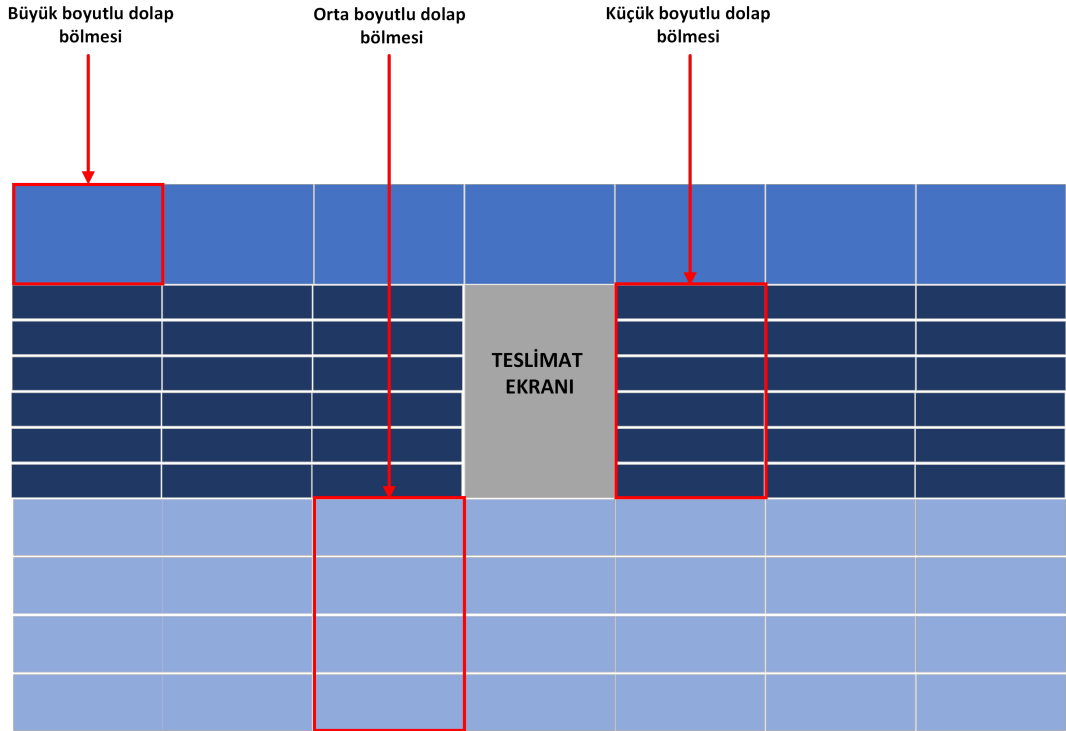 Büyük boyutlu dolap
bölmesi
Orta boyutlu dolap
bölmesi
Küçük boyutlu dolap
bölmesi
TESLİMAT
EKRANI